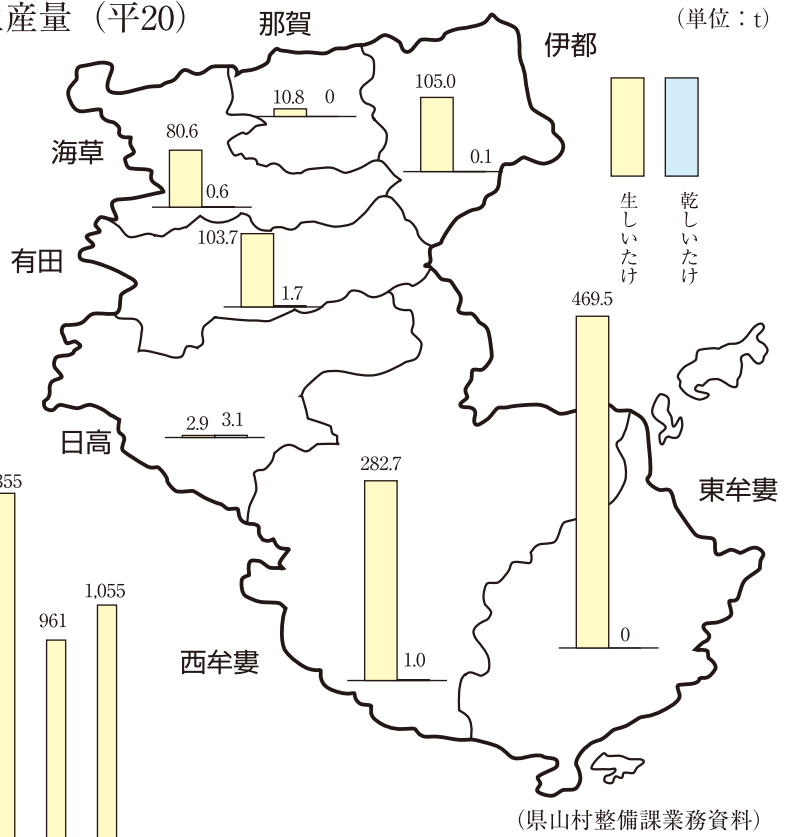 産量（平20）
（単位：t）
那賀
伊都
海草
有田
日高
西牟婁
東牟婁
生しいたけ
乾しいたけ
10.8 0
105.0
0.1
80.6
0.6
103.7
1.7
469.5
0
2.9 3.1
282.7
1.0
355
961
1,055
（県山村整備課業務資料）